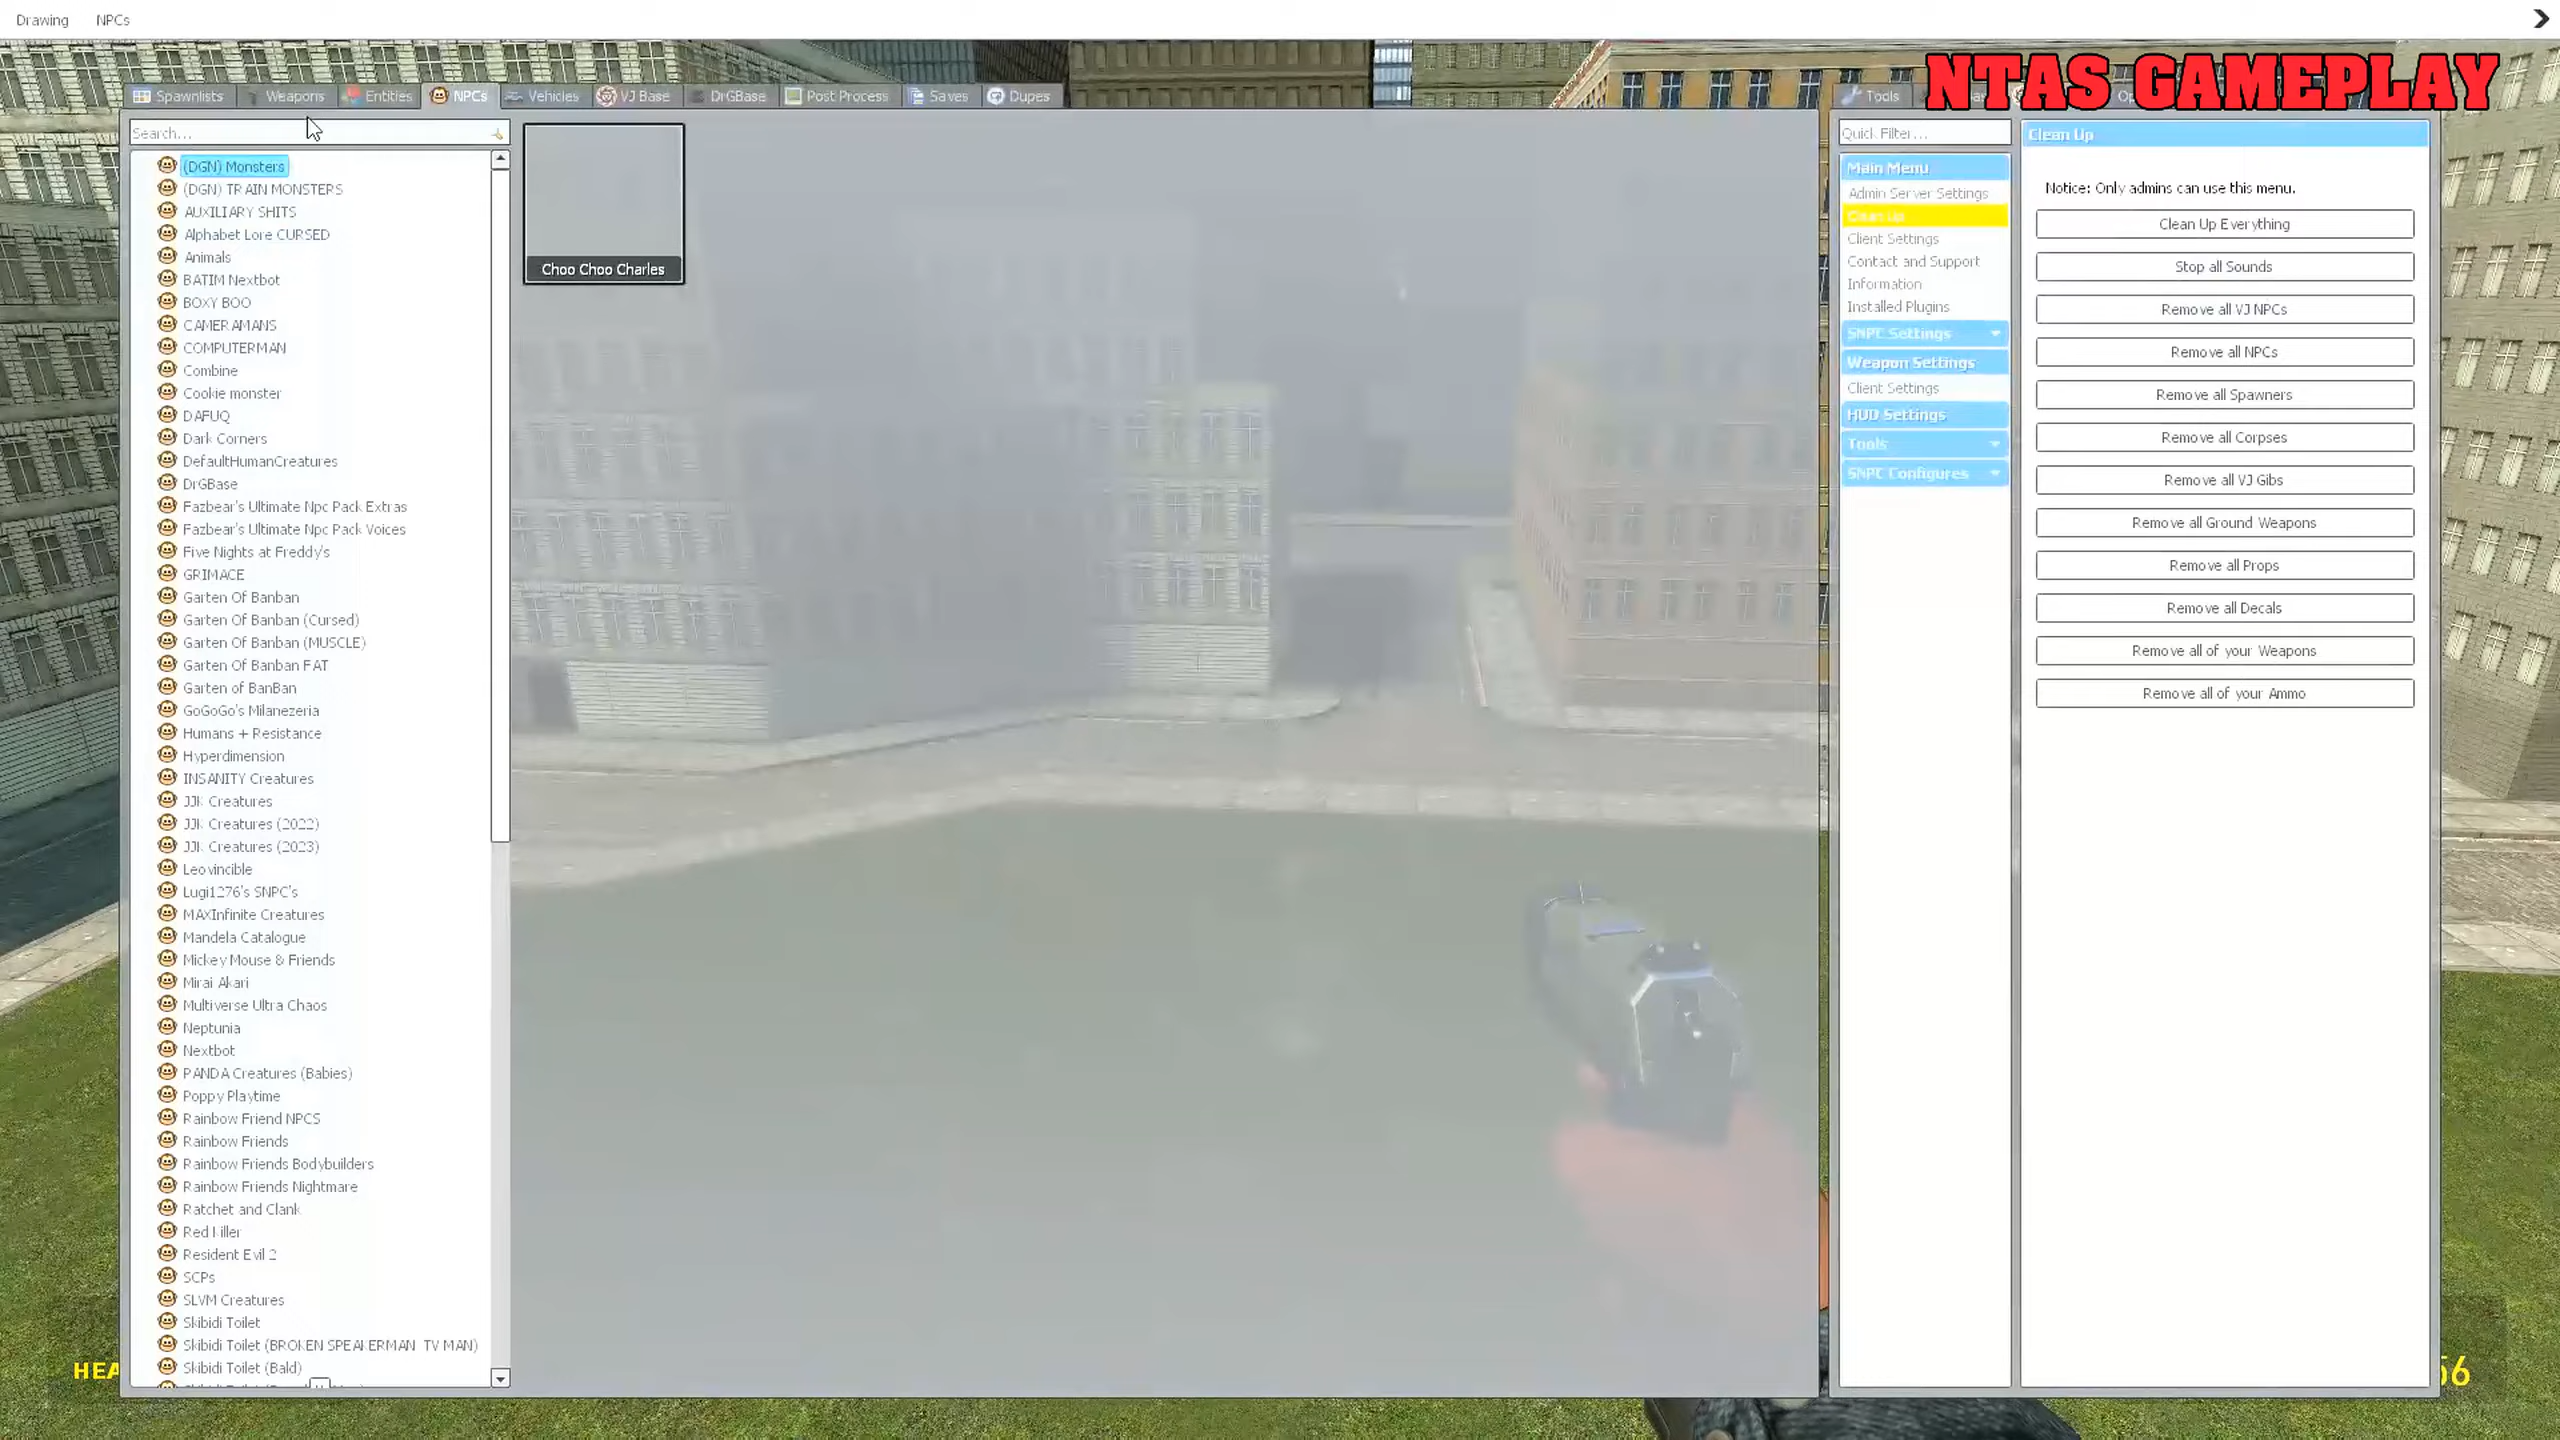 Drawing NPCs
NTAS GAMEPLAY
Spawnlists Weapons Entities NPCs Vehicles VJ Base DrGBase Post Process Saves Dupes
Tools
Search...
(DGN) Monsters
(DGN) TRAIN MONSTERS
AUXILIARY SHITS
Alphabet Lore CURSED
Animals
BATIM Nextbot
BOXY BOO
CAMERAMANS
COMPUTERMAN
Combine
Cookie monster
DAFUQ
Dark Corners
DefaultHumanCreatures
DrGBase
Fazbear's Ultimate Npc Pack Extras
Fazbear's Ultimate Npc Pack Voices
Five Nights at Freddy's
GRIMACE
Garten Of Banban
Garten Of Banban (Cursed)
Garten Of Banban (MUSCLE)
Garten Of Banban FAT
Garten of BanBan
GoGoGo's Milanezeria
Humans + Resistance
Hyperdimension
INSANITY Creatures
JJK Creatures
JJK Creatures (2022)
JJK Creatures (2023)
Leovincible
Lugi1276's SNPC's
MAXInfinite Creatures
Mandela Catalogue
Mickey Mouse & Friends
Mirai Akari
Multiverse Ultra Chaos
Neptunia
Nextbot
PANDA Creatures (Babies)
Poppy Playtime
Rainbow Friend NPCS
Rainbow Friends
Rainbow Friends Bodybuilders
Rainbow Friends Nightmare
Ratchet and Clank
Red Killer
Resident Evil 2
SCPs
SLVM Creatures
Skibidi Toilet
Skibidi Toilet (BROKEN SPEAKERMAN TV MAN)
Skibidi Toilet (Bald)
Choo Choo Charles
Quick Filter...
Main Menu
Admin Server Settings
Clean Up
Client Settings
Contact and Support
Information
Installed Plugins
SNPC Settings
Weapon Settings
Client Settings
HUD Settings
Tools
SNPC Configures
Clean Up
Notice: Only admins can use this menu.
Clean Up Everything
Stop all Sounds
Remove all VJ NPCs
Remove all NPCs
Remove all Spawners
Remove all Corpses
Remove all VJ Gibs
Remove all Ground Weapons
Remove all Props
Remove all Decals
Remove all of your Weapons
Remove all of your Ammo
HEA
56